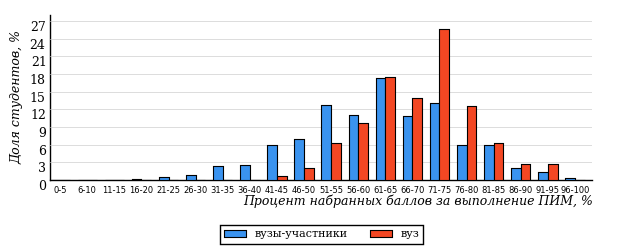 Доля студентов, %
27
24
21
18
15
12
9
6
3
0
0-5 6-10 11-15 16-20 21-25 26-30 31-35 36-40 41-45 46-50 51-55 56-60 61-65 66-70 71-75 76-80 81-85 86-90 91-95 96-100
Процент набранных баллов за выполнение ПИМ, %
вузы-участники вуз